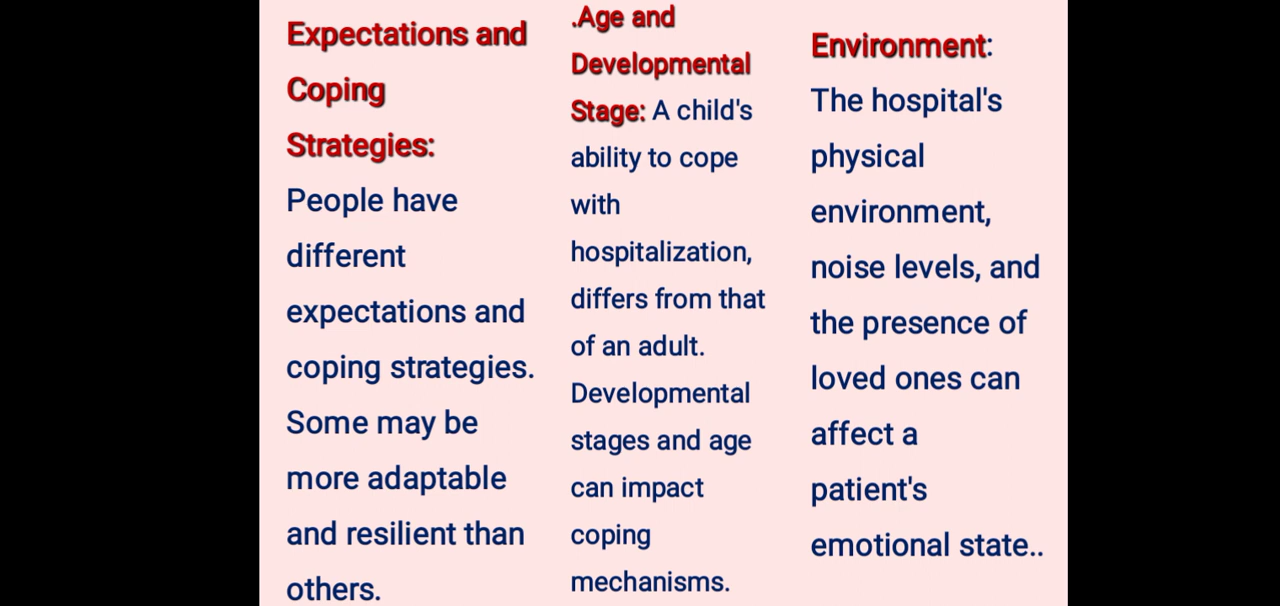 Expectations and
Coping
Strategies:
People have
different
expectations and
coping strategies.
Some may be
more adaptable
and resilient than
others.
.Age and
Developmental
Stage: A child's
ability to cope
with
hospitalization,
differs from that
of an adult.
Developmental
stages and age
can impact
coping
mechanisms.
Environment:
The hospital's
physical
environment,
noise levels, and
the presence of
loved ones can
affect a
patient's
emotional state..